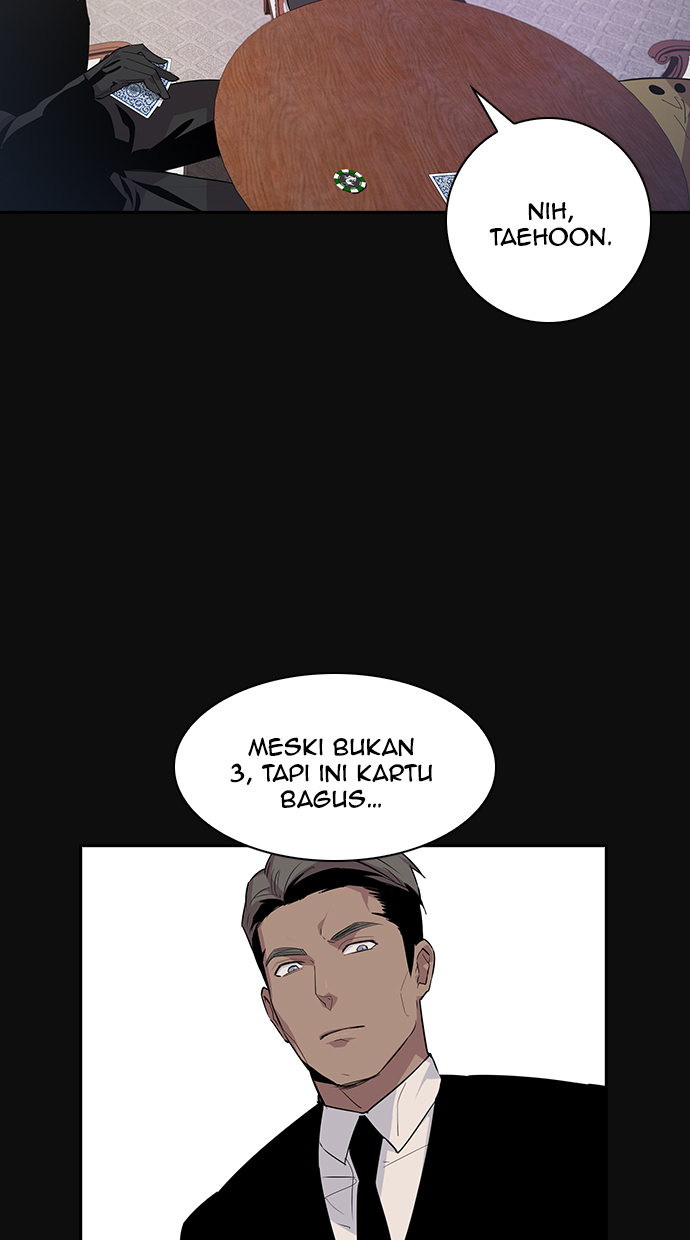 NIH,
TAEHOON.
MESKI BUKAN
3, TAPI INI KARTU
BAGUS...